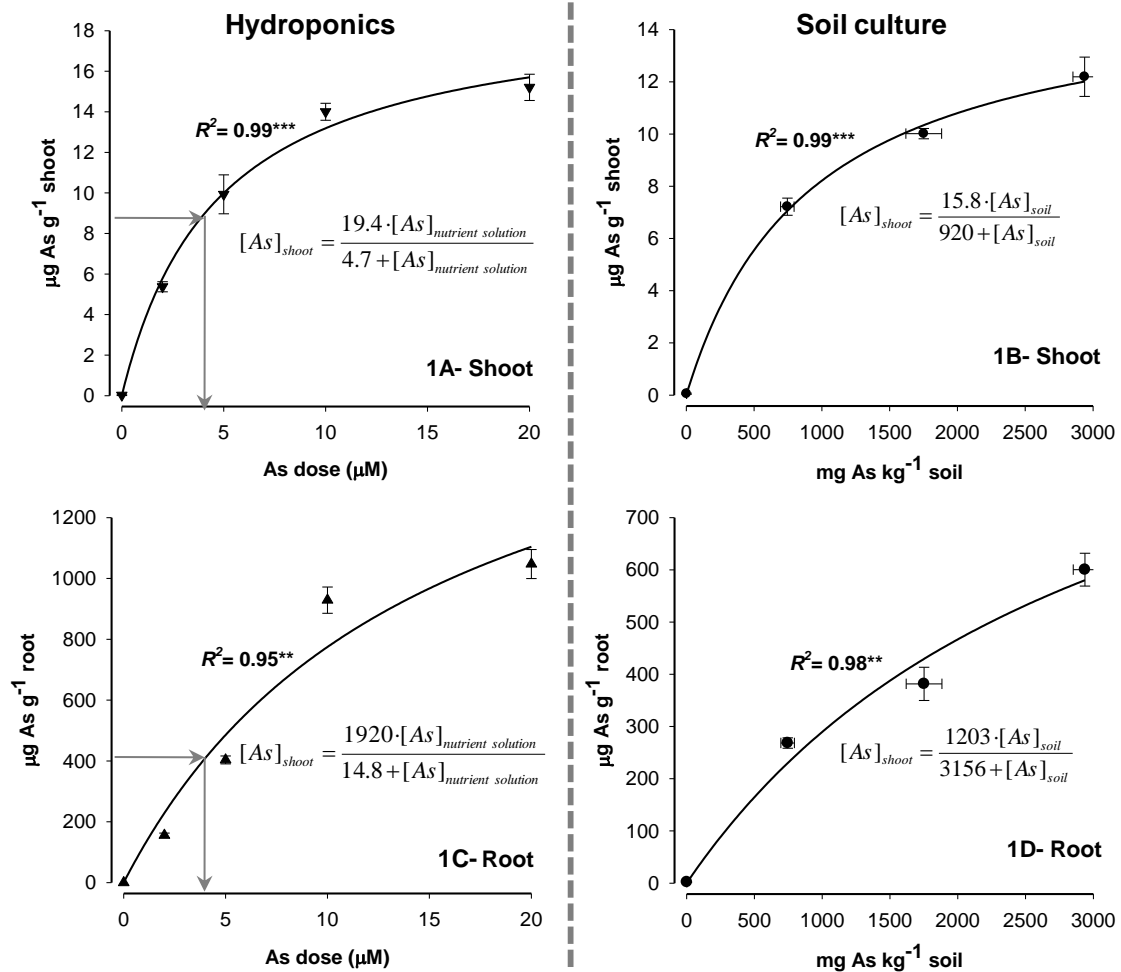 Hydroponics
18
16
14
12
10
8
6
4
2
0
µg As g-1 shoot
R2= 0.99***
[As]shoot = 19.4·[As]nutrient solution / 4.7+[As]nutrient solution
1A- Shoot
0 5 10 15 20
As dose (µM)
Soil culture
14
12
10
8
6
4
2
0
µg As g-1 shoot
R2= 0.99***
[As]shoot = 15.8·[As]soil / 920+[As]soil
1B- Shoot
0 500 1000 1500 2000 2500 3000
mg As kg-1 soil
1200
1000
800
600
400
200
0
µg As g-1 root
R2= 0.95**
[As]shoot = 1920·[As]nutrient solution / 14.8+[As]nutrient solution
1C- Root
0 5 10 15 20
As dose (µM)
700
600
500
400
300
200
100
0
µg As g-1 root
R2= 0.98**
[As]shoot = 1203·[As]soil / 3156+[As]soil
1D- Root
0 500 1000 1500 2000 2500 3000
mg As kg-1 soil